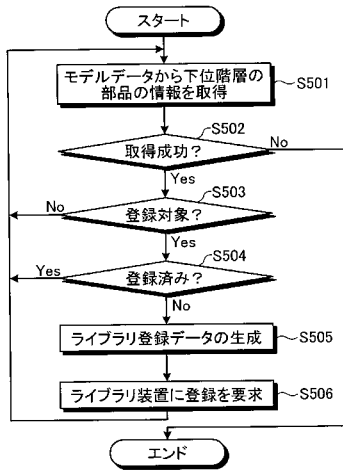 スタート
モデルデータから下位階層の
部品の情報を取得
S501
取得成功?
S502
No
Yes
登録対象?
S503
No
Yes
登録済み?
S504
Yes
No
ライブラリ登録データの生成
S505
ライブラリ装置に登録を要求
S506
エンド